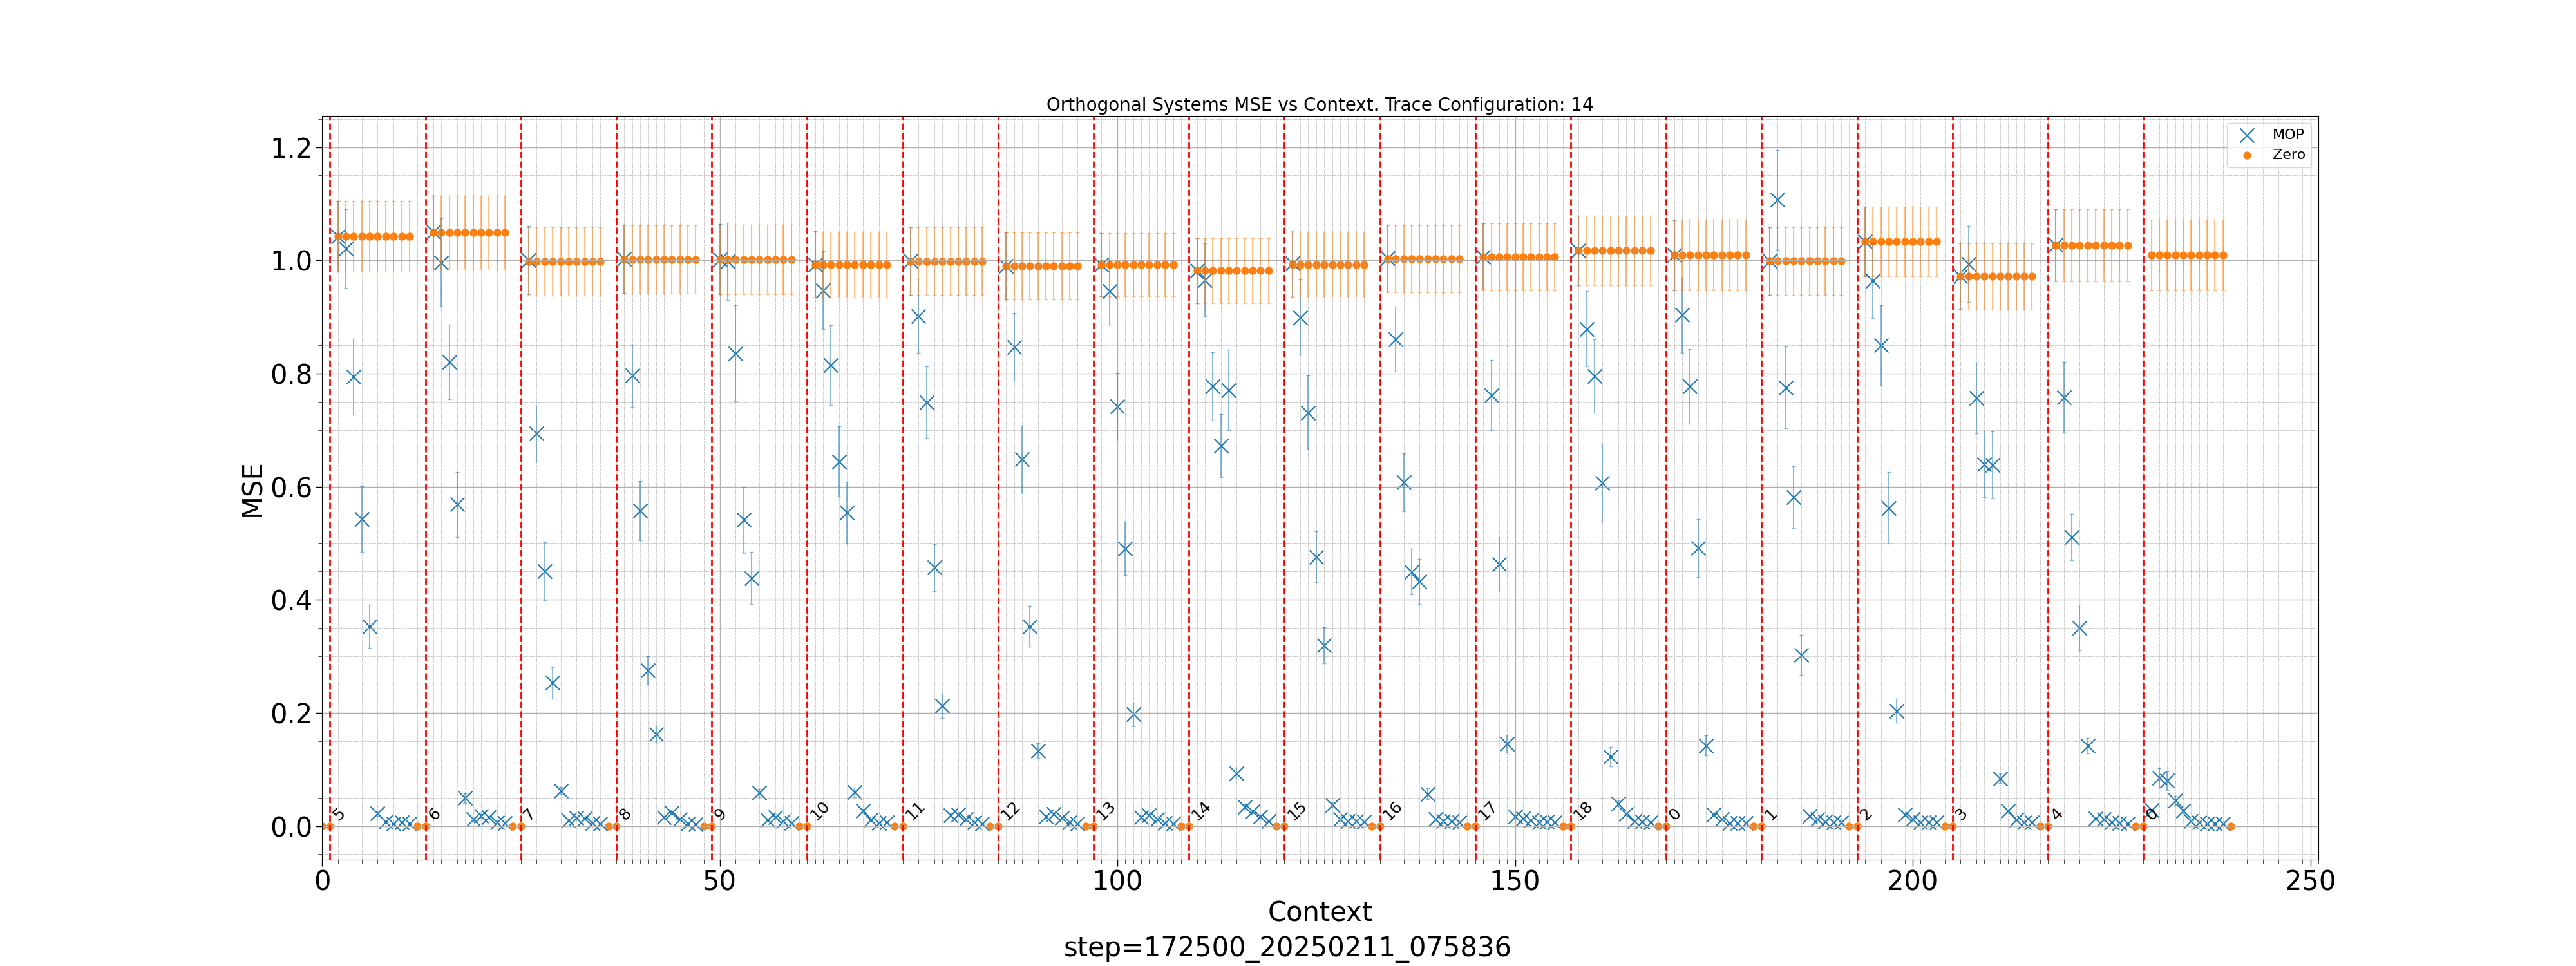 Orthogonal Systems MSE vs Context. Trace Configuration: 14
MOP
Zero
1.2
1.0
0.8
0.6
0.4
0.2
0.0
MSE
5 6 7 8 9 10 11 12 13 14 15 16 17 18 0 1 2 3 4 0
0 50 100 150 200 250
Context
step=172500_20250211_075836